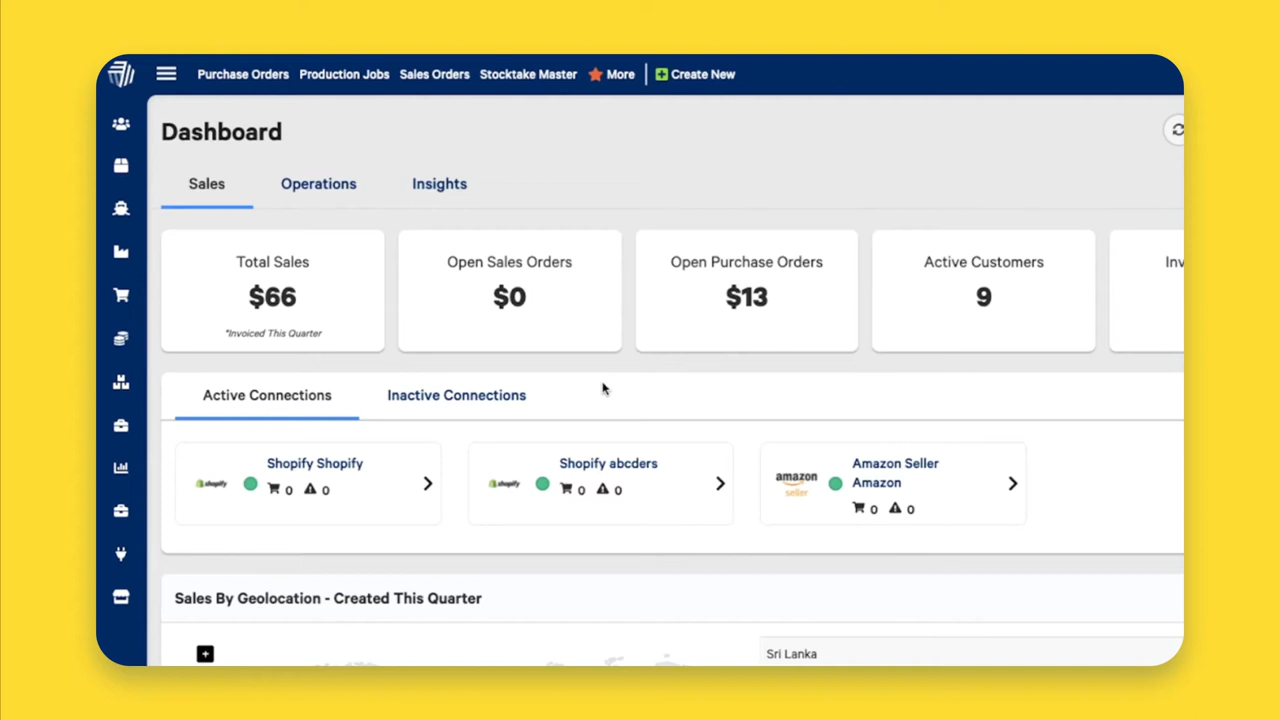 Purchase Orders Production Jobs Sales Orders Stocktake Master More Create New
Dashboard
Sales Operations Insights
Total Sales
$66
*Invoiced This Quarter
Open Sales Orders
$0
Open Purchase Orders
$13
Active Customers
9
Inv
Active Connections Inactive Connections
shopify
Shopify Shopify
0 0
shopify
Shopify abcders
0 0
amazon
seller
Amazon Seller
Amazon
0 0
Sales By Geolocation - Created This Quarter
Sri Lanka